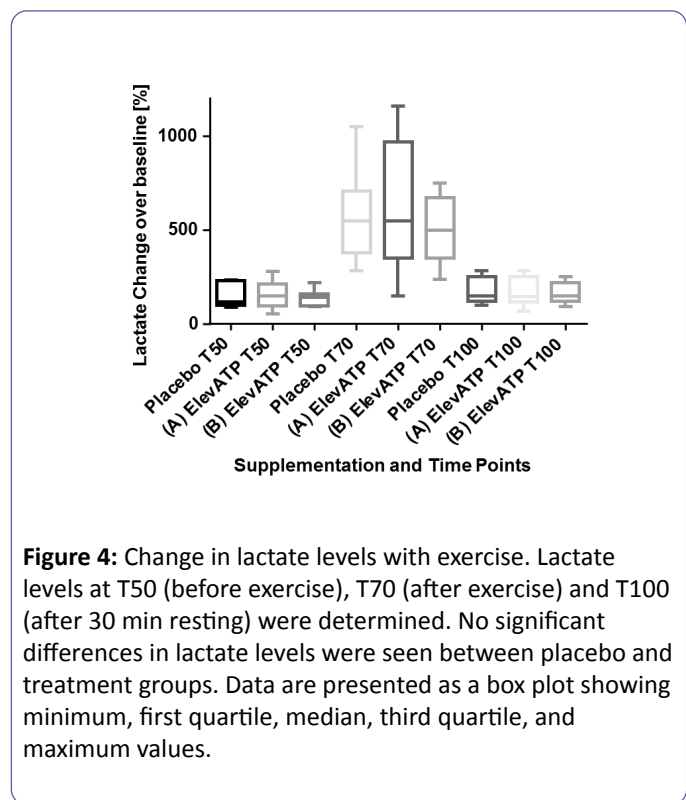 Lactate Change over baseline [%]
1000
500
0
Placebo T50
(A) ElevATP T50
(B) ElevATP T50
Placebo T70
(A) ElevATP T70
(B) ElevATP T70
Placebo T100
(A) ElevATP T100
(B) ElevATP T100
Supplementation and Time Points
Figure 4: Change in lactate levels with exercise. Lactate
levels at T50 (before exercise), T70 (after exercise) and T100
(after 30 min resting) were determined. No significant
differences in lactate levels were seen between placebo and
treatment groups. Data are presented as a box plot showing
minimum, first quartile, median, third quartile, and
maximum values.